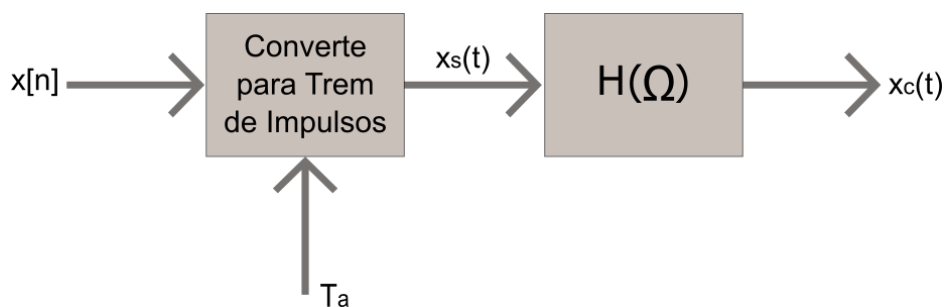 x[n]
Converte
para Trem
de Impulsos
xs(t)
H(Ω)
xc(t)
Ta